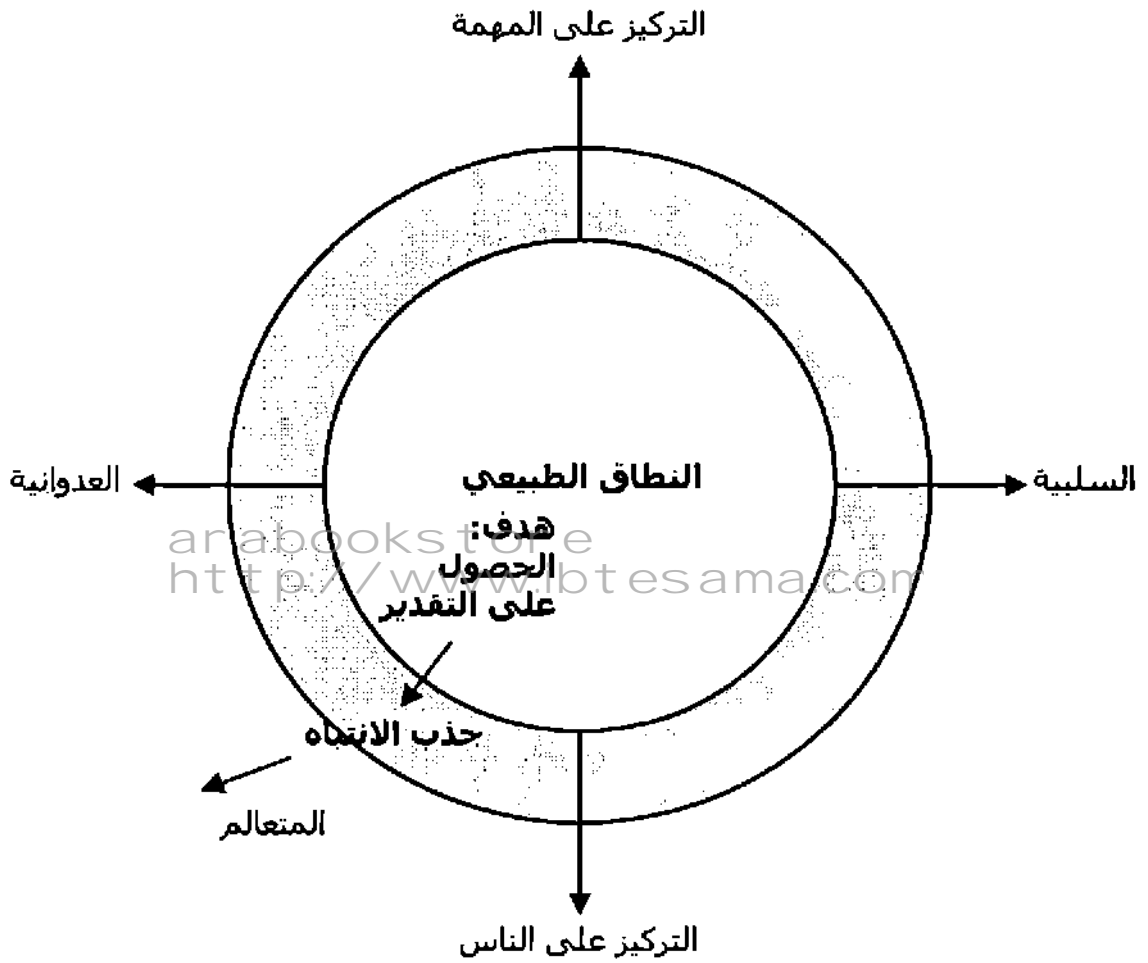 التركيز على المهمة
العدوانية
النطاق الطبيعي
السلبية
هدف:
الحصول
على التقدير
arabookstore
http://www.ibtesama.com
جذب الانتباه
المتعالم
التركيز على الناس